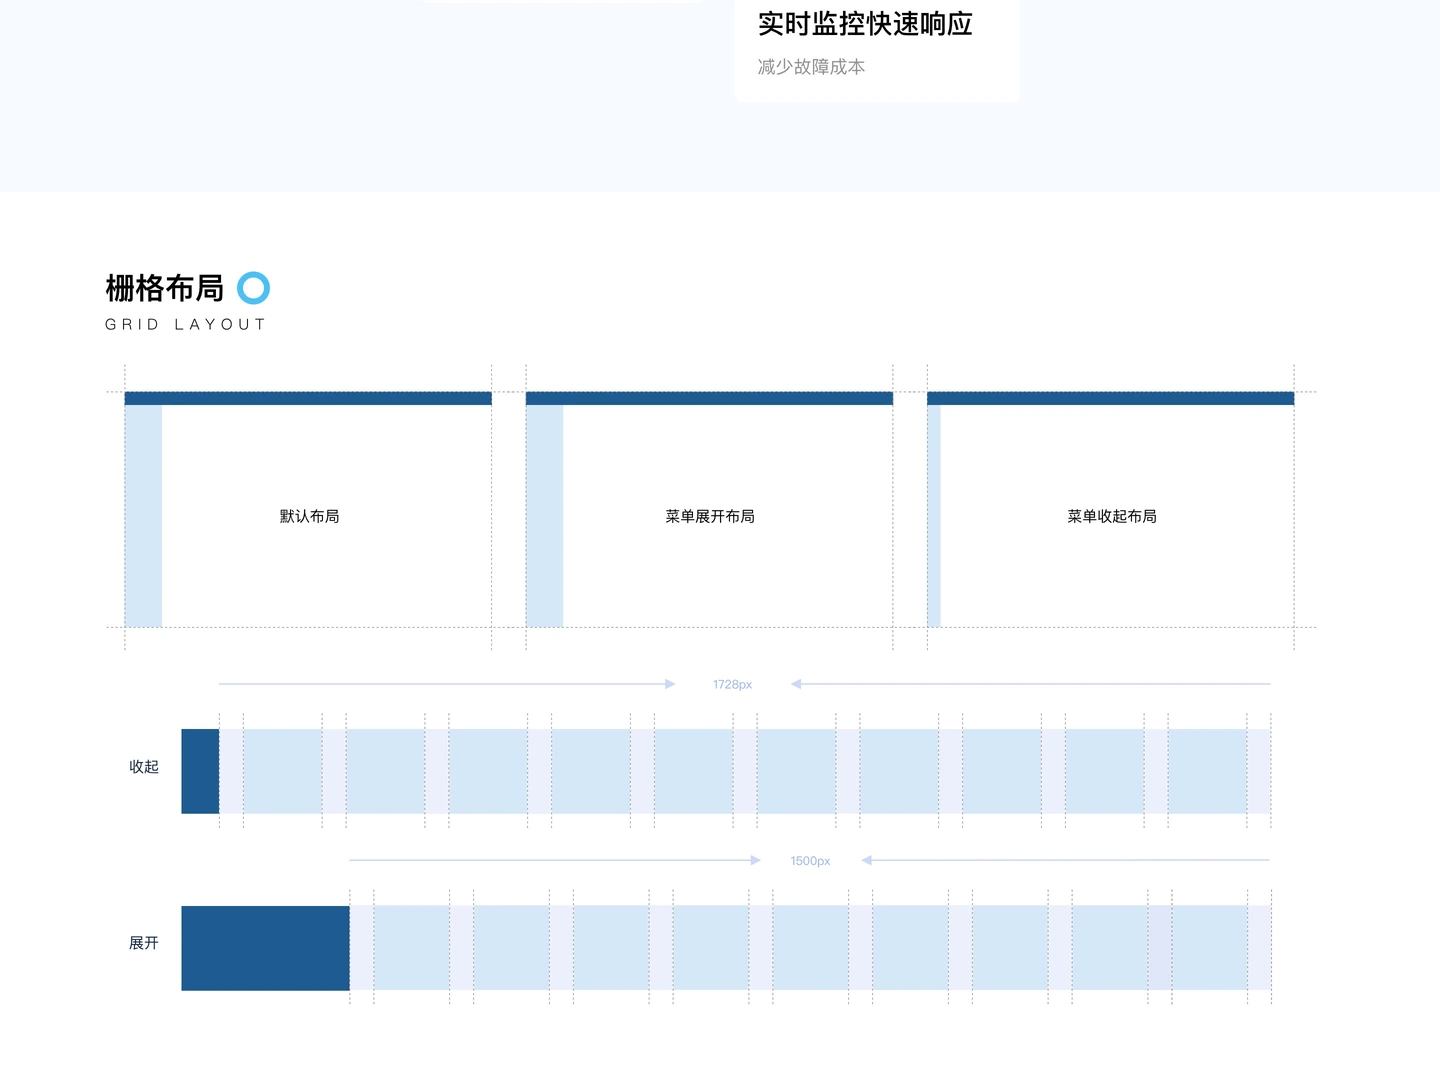 实时监控快速响应
减少故障成本
栅格布局
GRID LAYOUT
默认布局
菜单展开布局
菜单收起布局
1728px
收起
1500px
展开